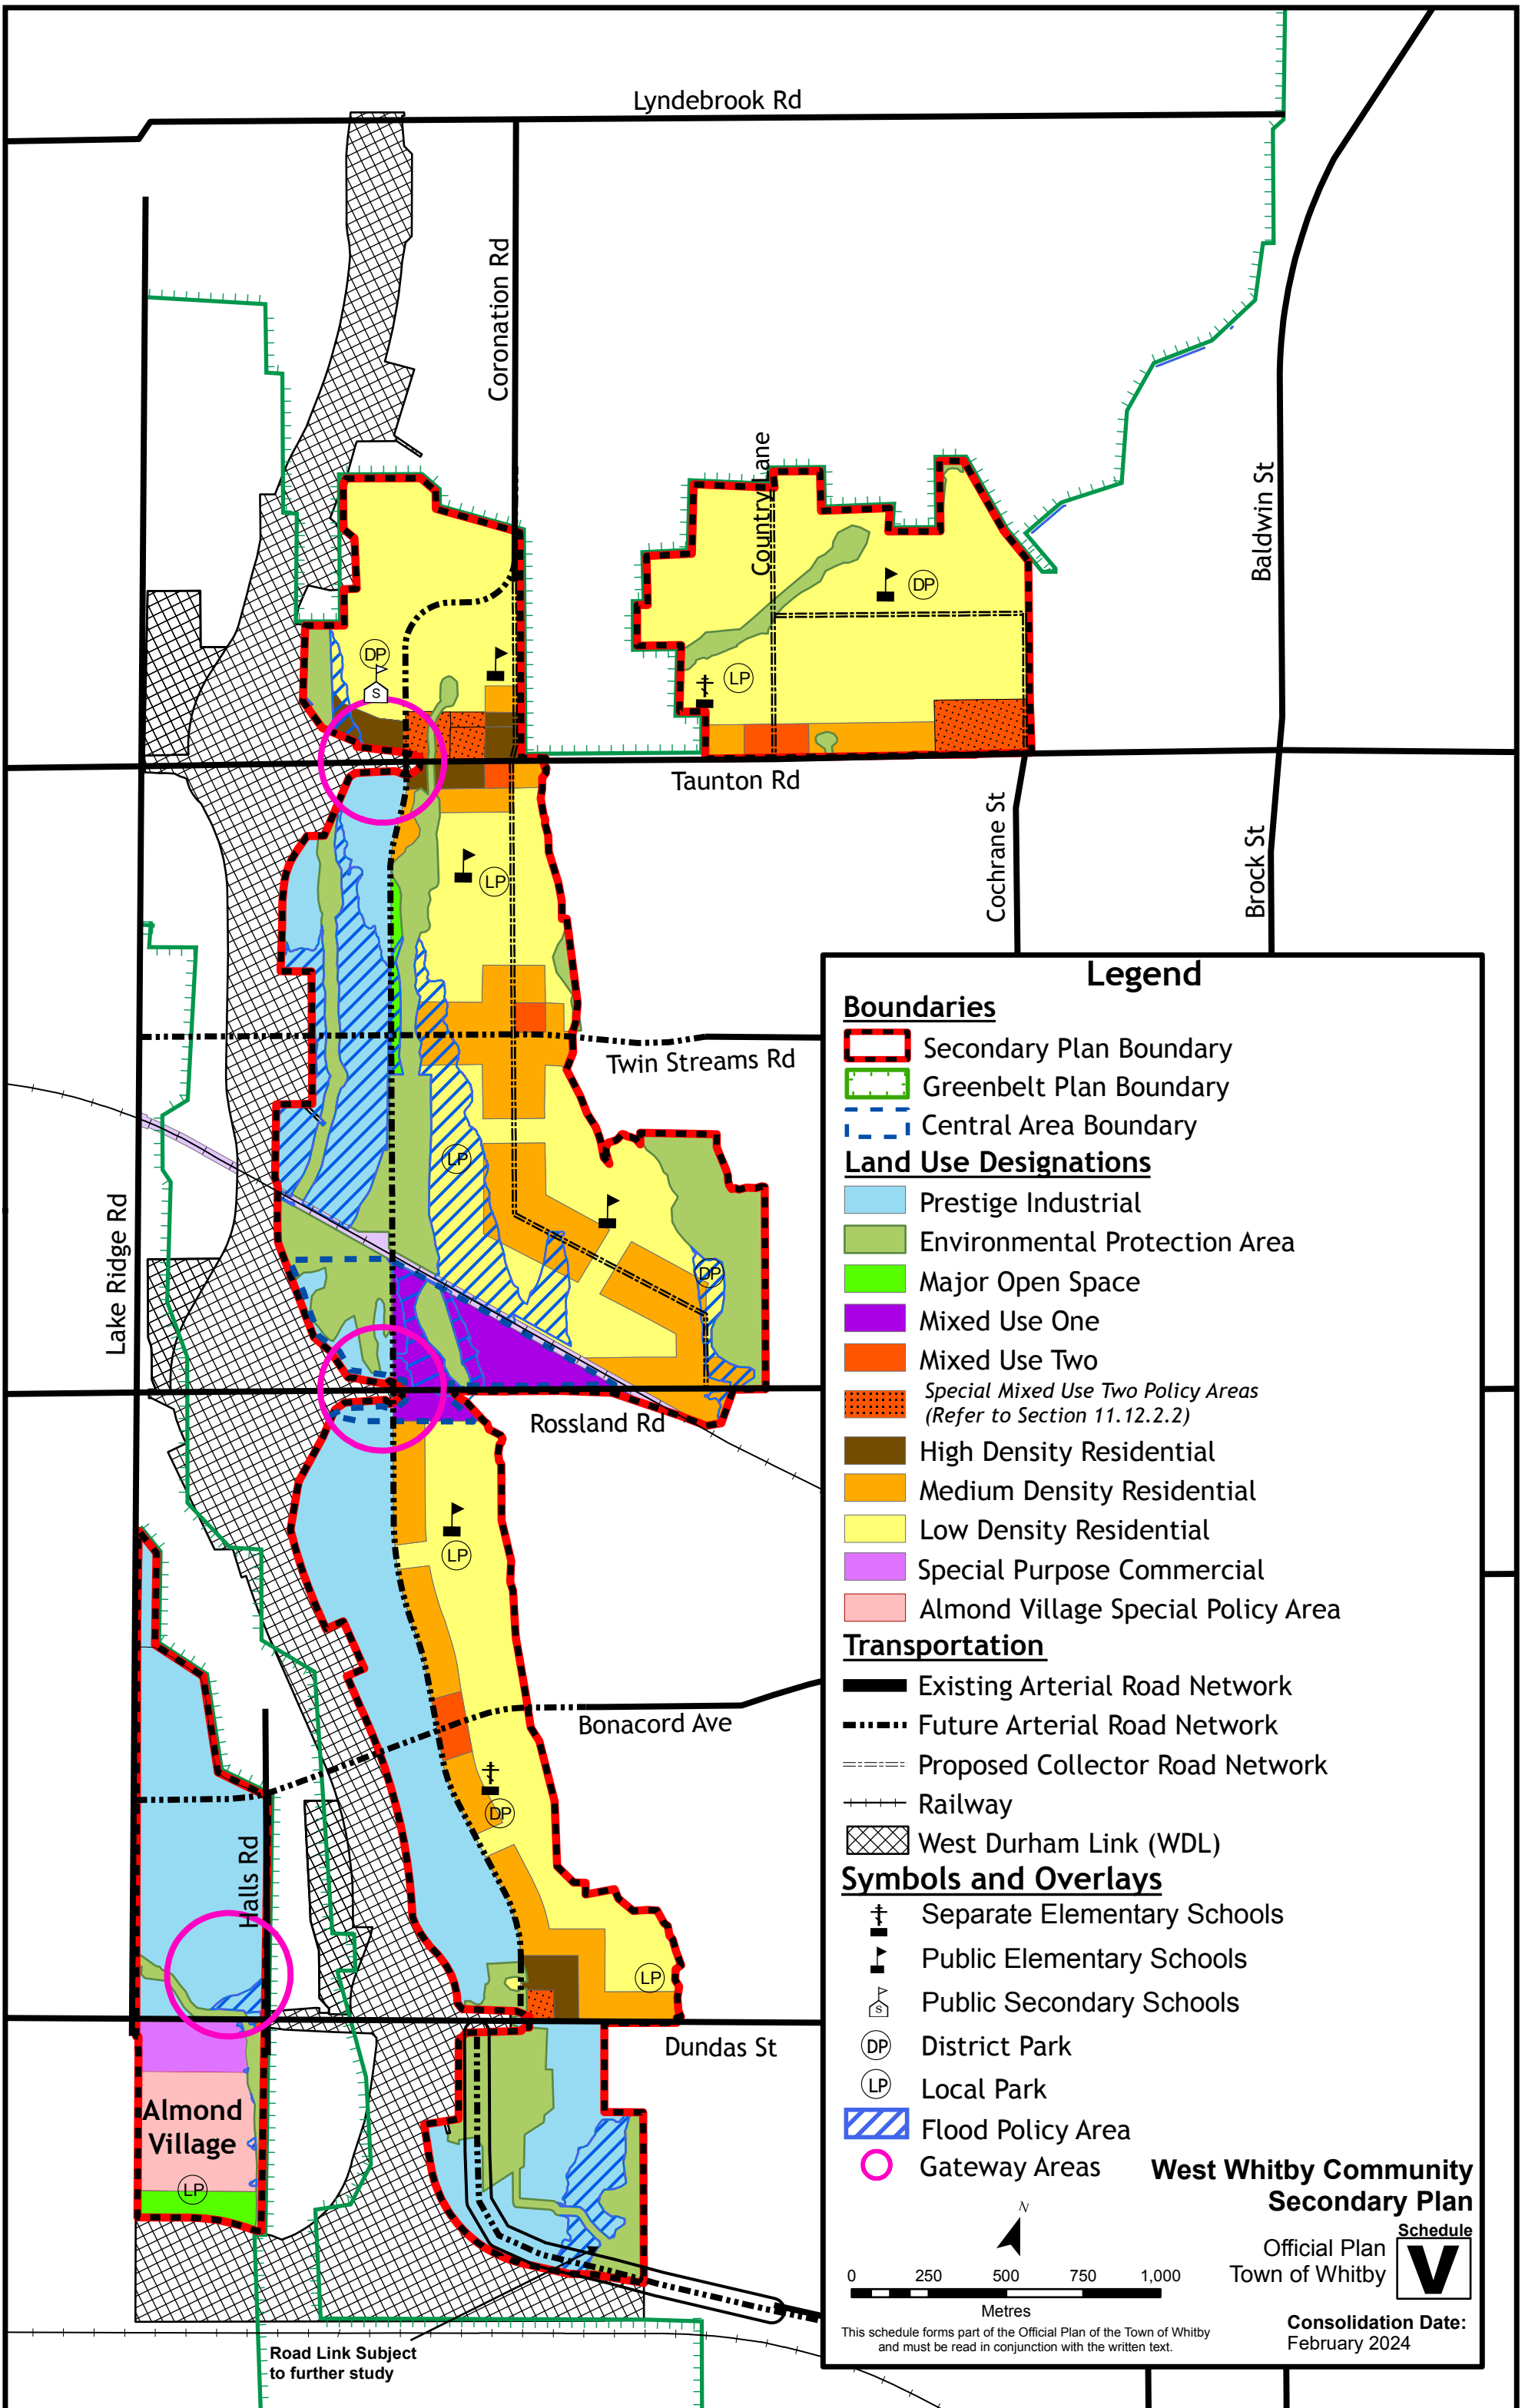 Lyndebrook Rd
Coronation Rd
Country Lane
Baldwin St
DP
DP
S
LP
Taunton Rd
Cochrane St
Brock St
LP
Twin Streams Rd
LP
Lake Ridge Rd
DP
Rossland Rd
LP
Bonacord Ave
DP
Halls Rd
LP
Dundas St
Almond
Village
LP
Road Link Subject
to further study
Legend
Boundaries
Secondary Plan Boundary
Greenbelt Plan Boundary
Central Area Boundary
Land Use Designations
Prestige Industrial
Environmental Protection Area
Major Open Space
Mixed Use One
Mixed Use Two
Special Mixed Use Two Policy Areas
(Refer to Section 11.12.2.2)
High Density Residential
Medium Density Residential
Low Density Residential
Special Purpose Commercial
Almond Village Special Policy Area
Transportation
Existing Arterial Road Network
Future Arterial Road Network
Proposed Collector Road Network
Railway
West Durham Link (WDL)
Symbols and Overlays
Separate Elementary Schools
Public Elementary Schools
S
Public Secondary Schools
DP
District Park
LP
Local Park
Flood Policy Area
Gateway Areas
West Whitby Community
Secondary Plan
N
Schedule
Official Plan
Town of Whitby
V
0 250 500 750 1,000
Metres
This schedule forms part of the Official Plan of the Town of Whitby
and must be read in conjunction with the written text.
Consolidation Date:
February 2024